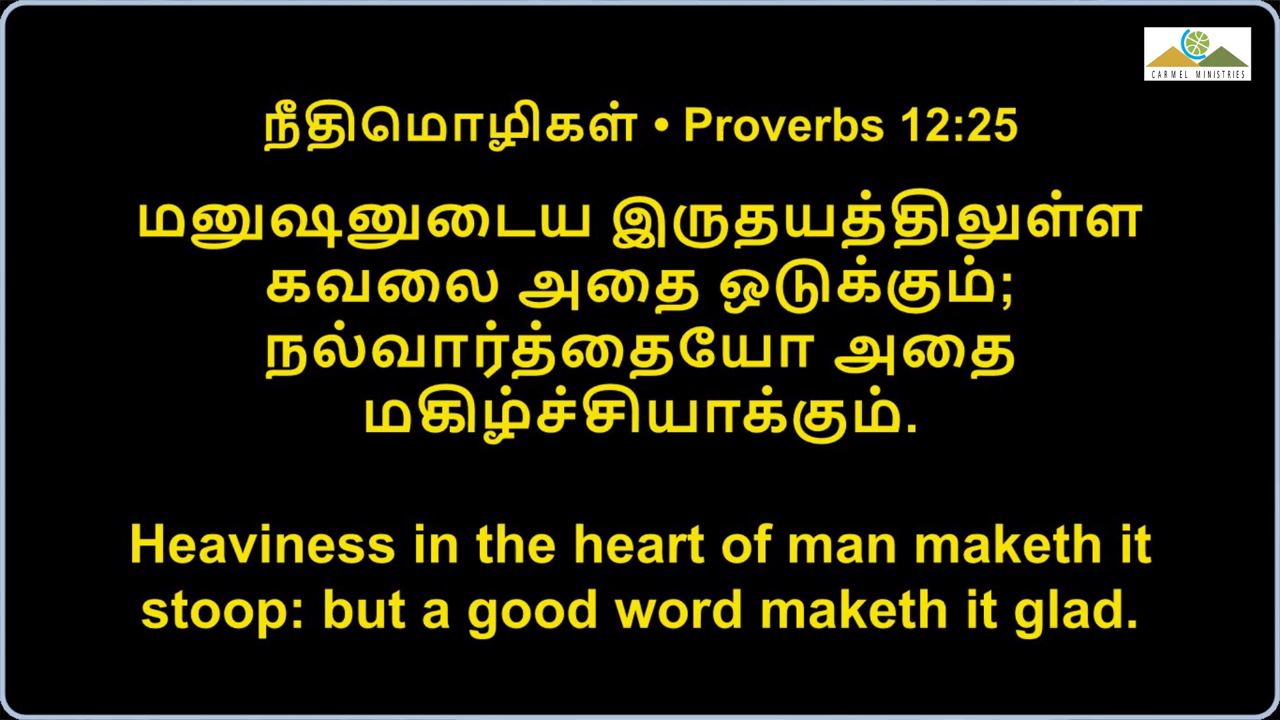 CARMEL MINISTRIES
நீதிமொழிகள் • Proverbs 12:25
மனுஷனுடைய இருதயத்திலுள்ள
கவலை அதை ஒடுக்கும்;
நல்வார்த்தையோ அதை
மகிழ்ச்சியாக்கும்.
Heaviness in the heart of man maketh it
stoop: but a good word maketh it glad.